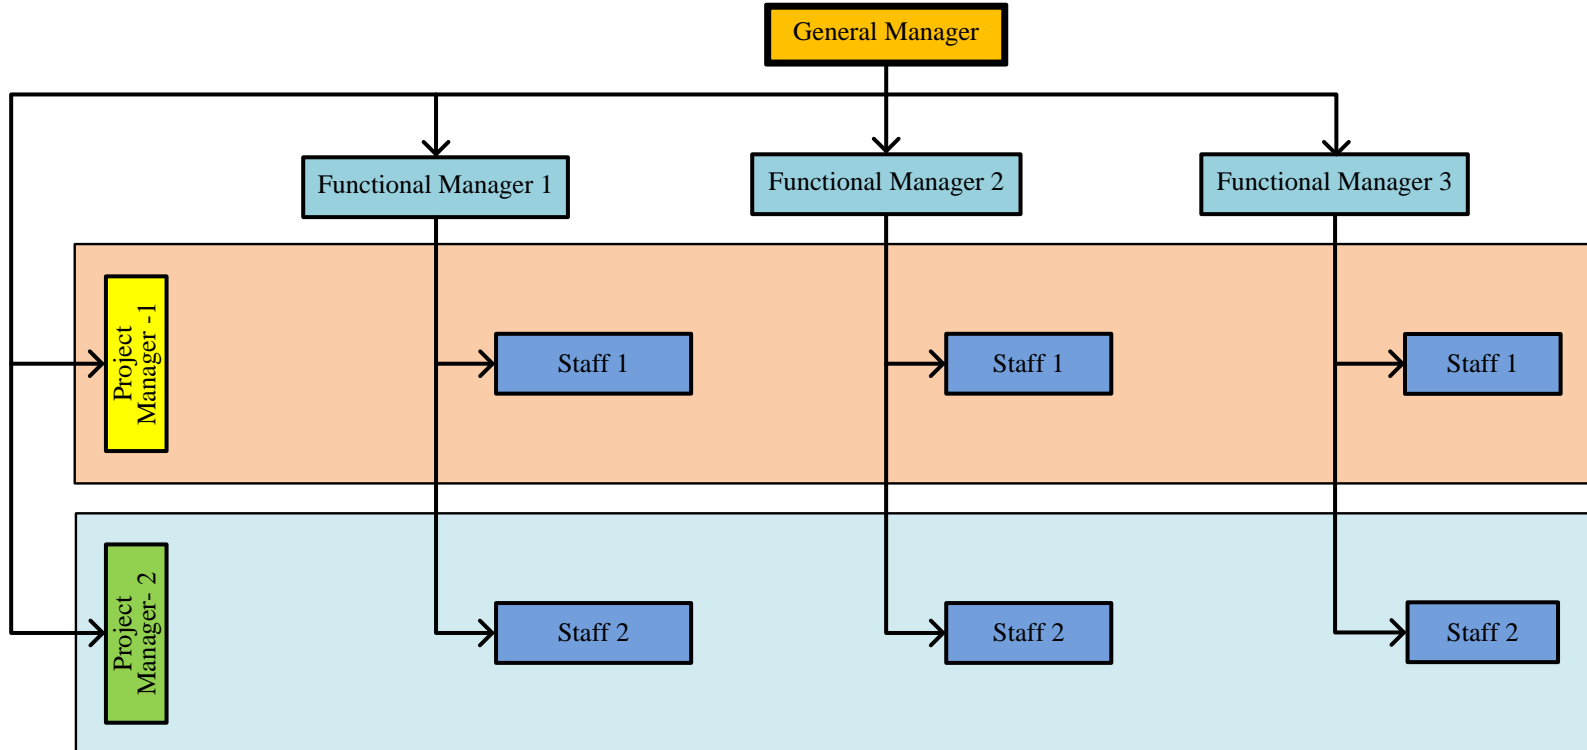 General Manager
Functional Manager 1
Functional Manager 2
Functional Manager 3
Project
Manager -1
Staff 1
Staff 1
Staff 1
Project
Manager- 2
Staff 2
Staff 2
Staff 2